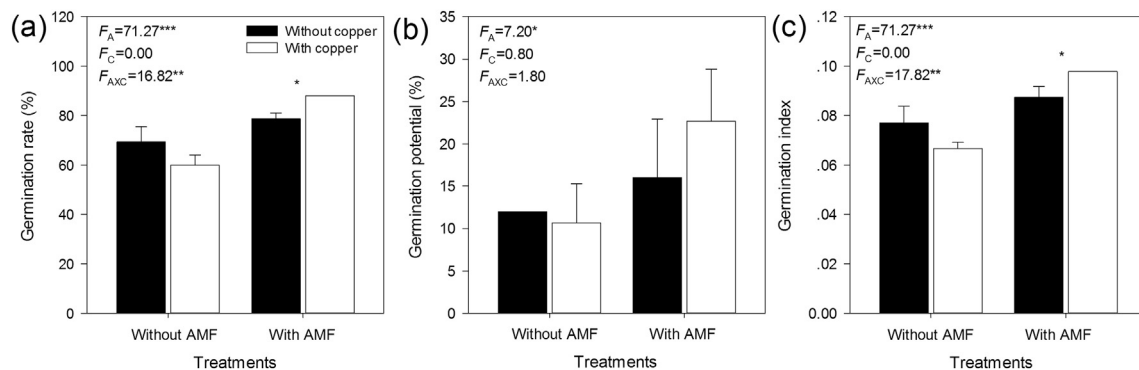 (a)
F_A=71.27***
F_C=0.00
F_AXC=16.82**
Without copper
With copper
*
120
100
80
60
40
20
0
Germination rate (%)
Without AMF
With AMF
Treatments
(b)
F_A=7.20*
F_C=0.80
F_AXC=1.80
35
30
25
20
15
10
5
0
Germination potential (%)
Without AMF
With AMF
Treatments
(c)
F_A=71.27***
F_C=0.00
F_AXC=17.82**
*
.12
.10
.08
.06
.04
.02
0.00
Germination index
Without AMF
With AMF
Treatments